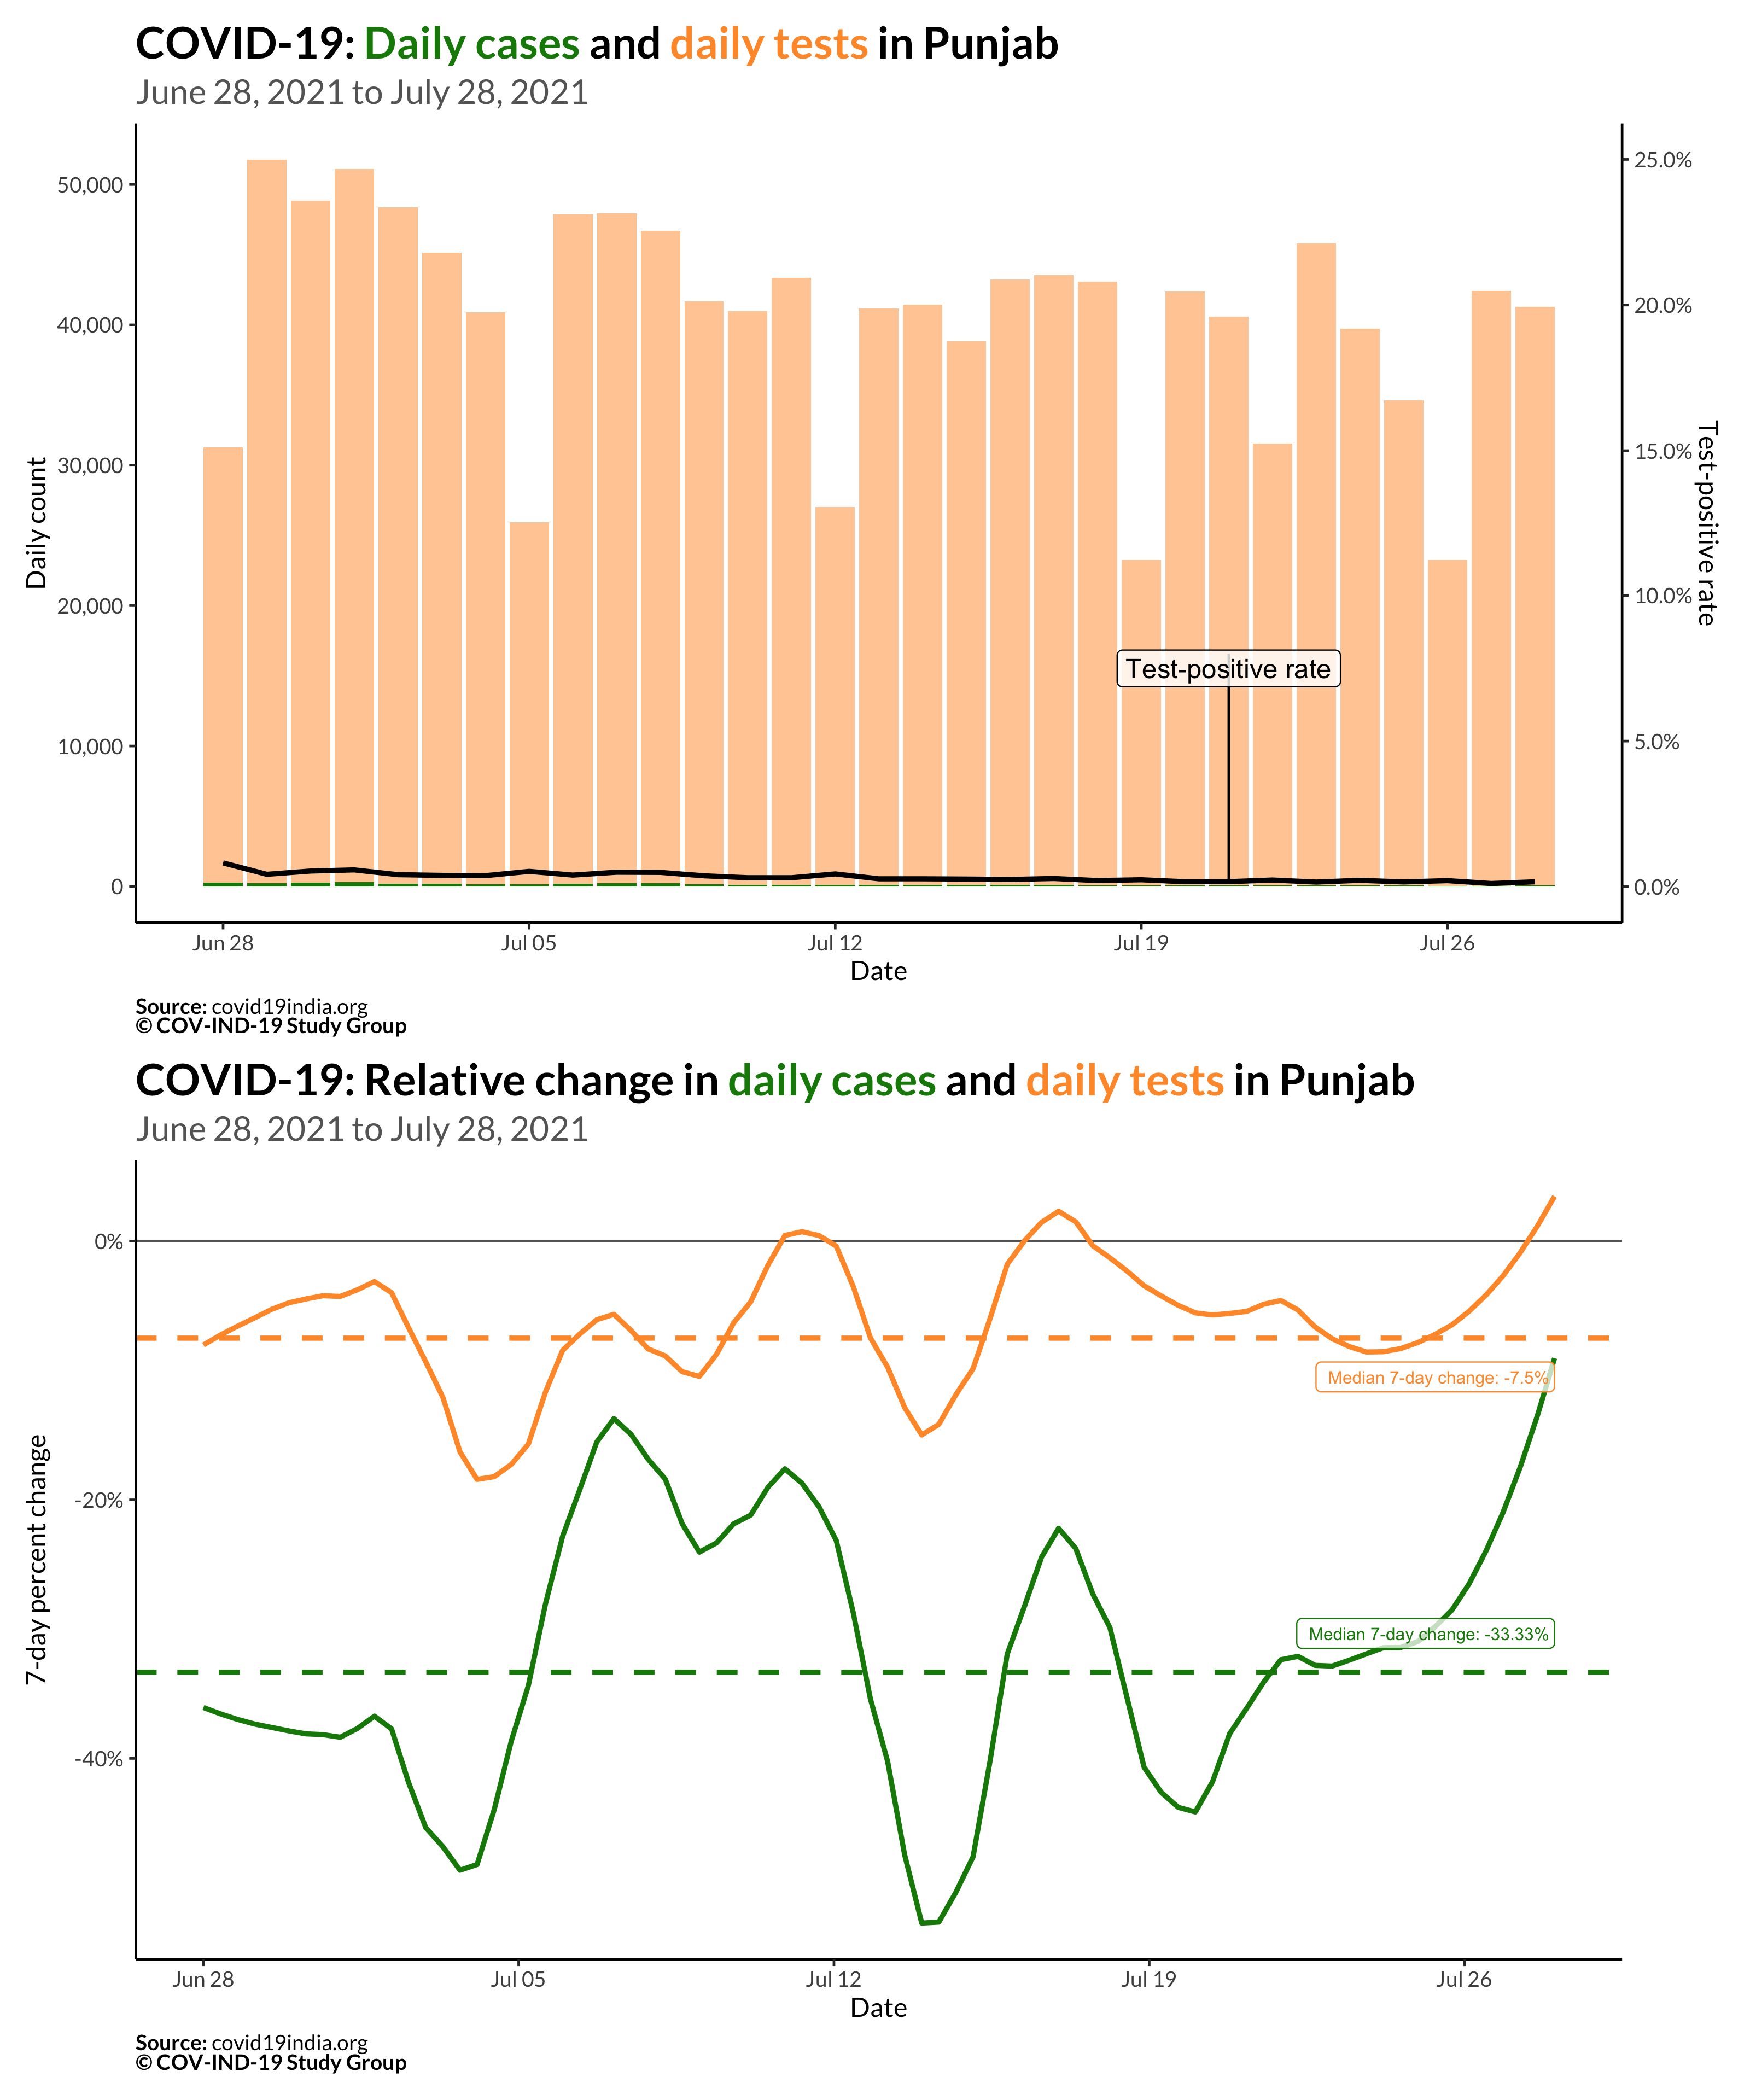 COVID-19: Daily cases and daily tests in Punjab
June 28, 2021 to July 28, 2021
50,000
40,000
30,000
20,000
10,000
0
Daily count
25.0%
20.0%
15.0%
10.0%
5.0%
0.0%
Test-positive rate
Test-positive rate
Jun 28
Jul 05
Jul 12
Jul 19
Jul 26
Date
Source: covid19india.org
© COV-IND-19 Study Group
COVID-19: Relative change in daily cases and daily tests in Punjab
June 28, 2021 to July 28, 2021
0%
-20%
-40%
7-day percent change
Median 7-day change: -7.5%
Median 7-day change: -33.33%
Jun 28
Jul 05
Jul 12
Jul 19
Jul 26
Date
Source: covid19india.org
© COV-IND-19 Study Group